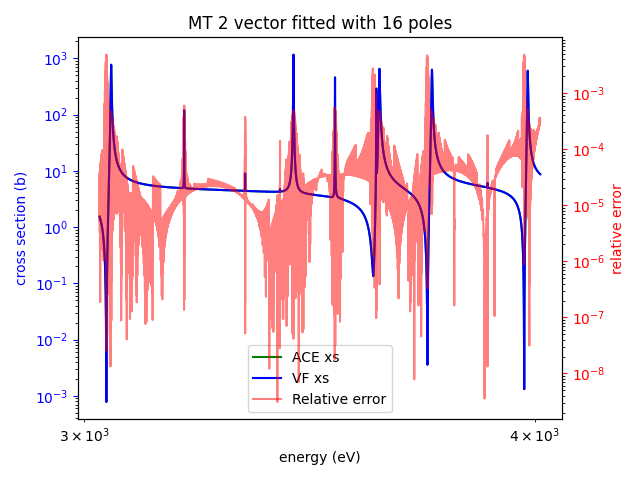 MT 2 vector fitted with 16 poles
10³
10²
10¹
10⁰
10⁻¹
10⁻²
10⁻³
cross section (b)
10⁻³
10⁻⁴
10⁻⁵
10⁻⁶
10⁻⁷
10⁻⁸
relative error
ACE xs
VF xs
Relative error
3 × 10³
4 × 10³
energy (eV)